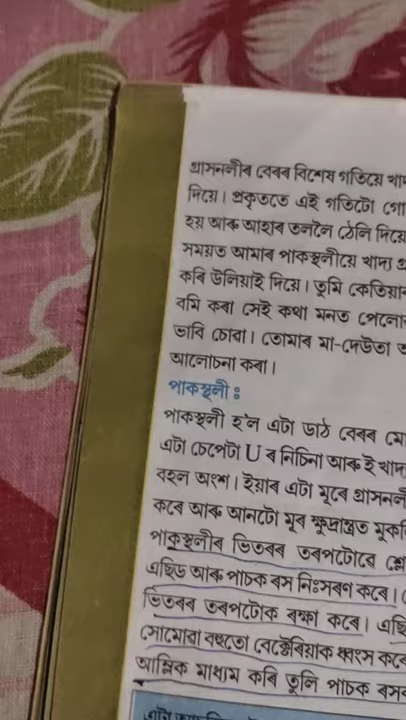 গ্ৰাসনলীৰ বেৰৰ বিশেষ গতিয়ে
দিয়ে। প্ৰকৃততে এই গতিটো
হয় আৰু আহাৰ তললৈ ঠেলি দিয়ে
সময়ত আমাৰ পাকস্থলীয়ে খাদ্য
কৰি উলিয়াই দিয়ে। তুমি
বমি কৰা সেই কথা মনত
ভাবি চোৱা। তোমাৰ মা-দেউতা
আলোচনা কৰা।
পাকস্থলী :
পাকস্থলী হ'ল এটা ডাঠ বেৰৰ
এটা চেপেটা U ৰ নিচিনা আৰু ই
বহল অংশ। ইয়াৰ এটা মূৰে
কৰে আৰু আনটো মূৰ ক্ষুদ্ৰান্ত্ৰত
পাকস্থলীৰ ভিতৰৰ তৰপটোৱে
এছিড আৰু পাচক ৰস নিঃসৰণ কৰে।
ভিতৰৰ তৰপটোক ৰক্ষা কৰে।
সোমোৱা বহুতো বেক্টেৰিয়াক ধ্বংস কৰে
আম্লিক মাধ্যম কৰি তুলি পাচক